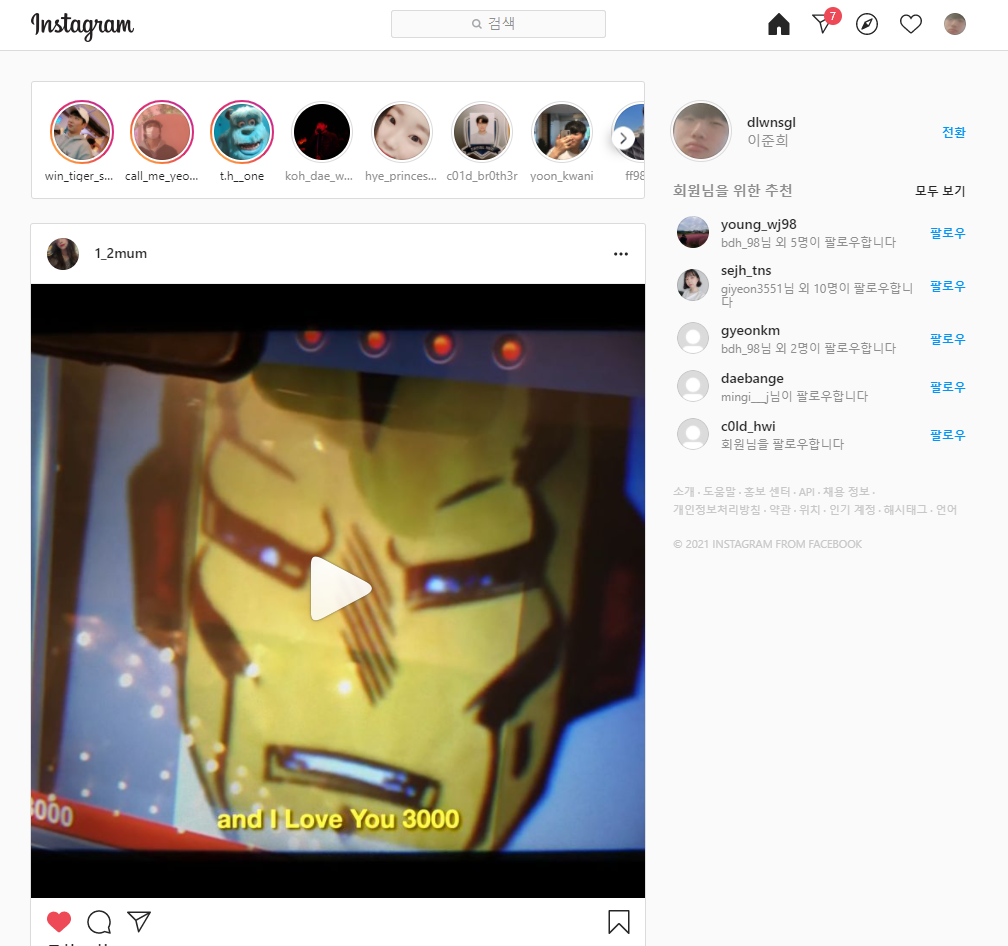 Instagram
검색
7
win_tiger_s...
call_me_yeo...
t.h__one
koh_dae_w...
hye_princes...
c01d_br0th3r
yoon_kwani
ff98
dlwnsgl
이준희
전환
회원님을 위한 추천
모두 보기
young_wj98
bdh_98님 외 5명이 팔로우합니다
팔로우
sejh_tns
giyeon3551님 외 10명이 팔로우합니
다
팔로우
gyeonkm
bdh_98님 외 2명이 팔로우합니다
팔로우
daebange
mingi___j님이 팔로우합니다
팔로우
c0ld_hwi
회원님을 팔로우합니다
팔로우
소개 · 도움말 · 홍보 센터 · API · 채용 정보 ·
개인정보처리방침 · 약관 · 위치 · 인기 계정 · 해시태그 · 언어
© 2021 INSTAGRAM FROM FACEBOOK
1_2mum
3000
and I Love You 3000